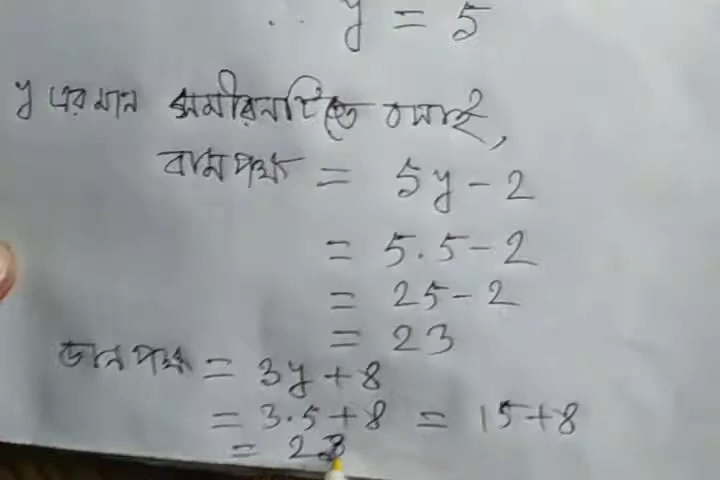 ∴ y = 5
y এর মান সমীরনটিতে বসাই,
বামপক্ষ = 5y - 2
= 5.5 - 2
= 25 - 2
= 23
ডানপক্ষ = 3y + 8
= 3.5 + 8 = 15 + 8
= 23